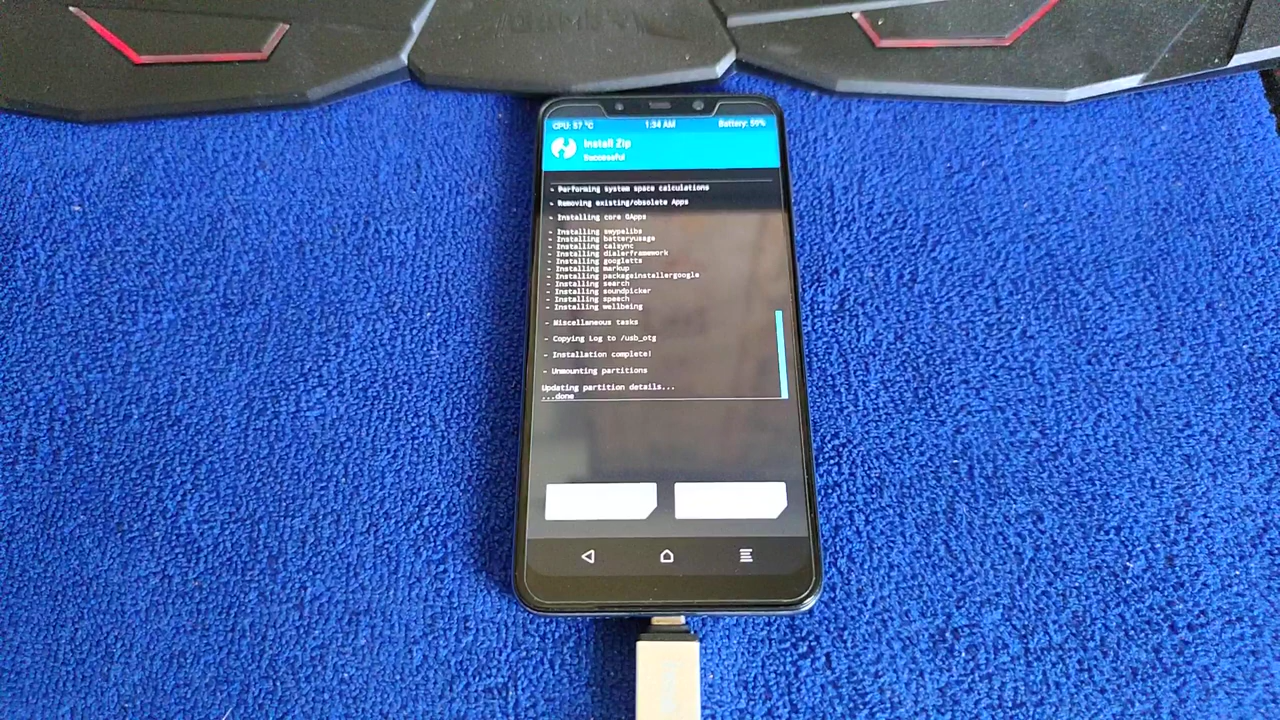 CPU: 57 °C 1:34 AM Battery: 59%
Install Zip
Successful
- Performing system space calculations
- Removing existing/obsolete Apps
- Installing core GApps
- Installing swypelibs
- Installing batteryusage
- Installing calsync
- Installing dialerframework
- Installing googletts
- Installing markup
- Installing packageinstallergoogle
- Installing search
- Installing soundpicker
- Installing speech
- Installing wellbeing
- Miscellaneous tasks
- Copying Log to /usb_otg
- Installation complete!
- Unmounting partitions
Updating partition details...
...done